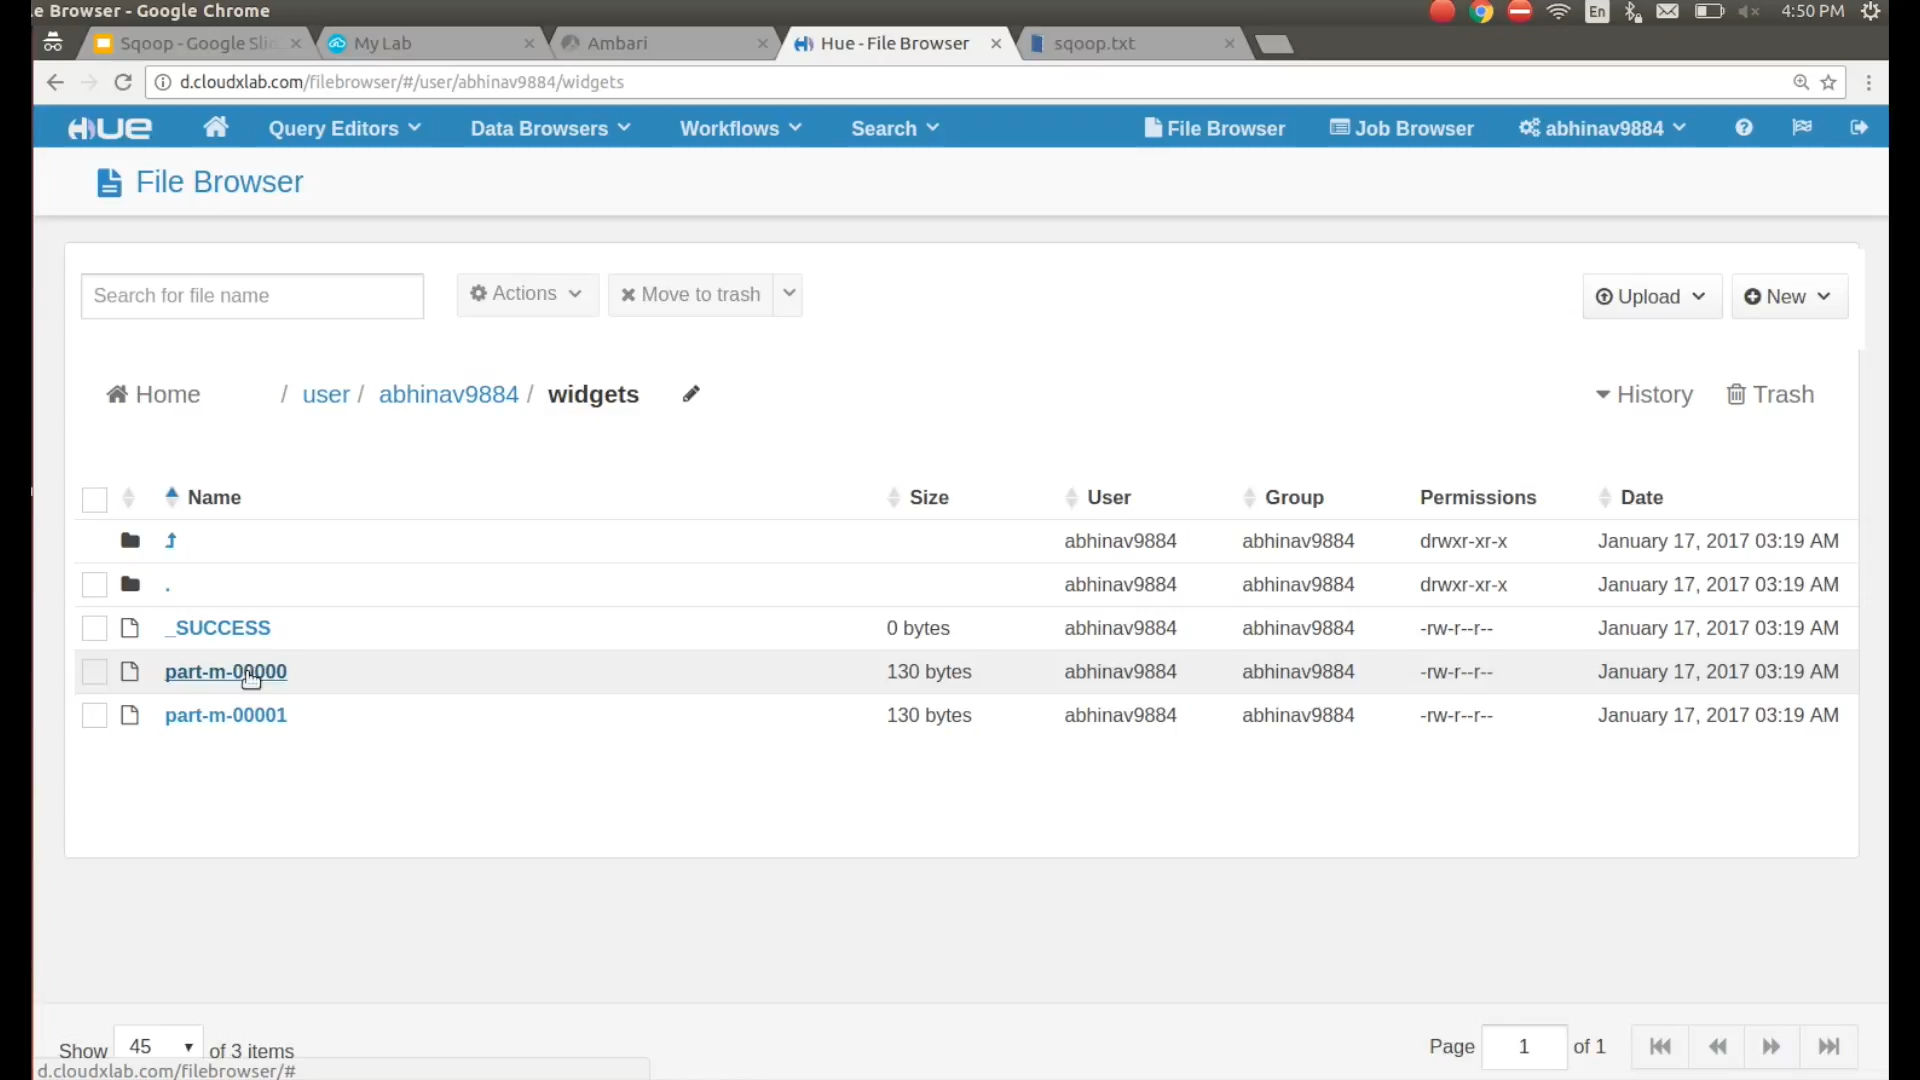 .e Browser - Google Chrome
En 4:50 PM
Sqoop - Google Slid
My Lab
Ambari
Hue - File Browser
sqoop.txt
d.cloudxlab.com/filebrowser/#/user/abhinav9884/widgets
HUE Query Editors Data Browsers Workflows Search File Browser Job Browser abhinav9884
File Browser
Search for file name Actions Move to trash Upload New
Home / user / abhinav9884 / widgets History Trash
Name Size User Group Permissions Date
abhinav9884 abhinav9884 drwxr-xr-x January 17, 2017 03:19 AM
. abhinav9884 abhinav9884 drwxr-xr-x January 17, 2017 03:19 AM
_SUCCESS 0 bytes abhinav9884 abhinav9884 -rw-r--r-- January 17, 2017 03:19 AM
part-m-00000 130 bytes abhinav9884 abhinav9884 -rw-r--r-- January 17, 2017 03:19 AM
part-m-00001 130 bytes abhinav9884 abhinav9884 -rw-r--r-- January 17, 2017 03:19 AM
Show 45 of 3 items Page 1 of 1
d.cloudxlab.com/filebrowser/#